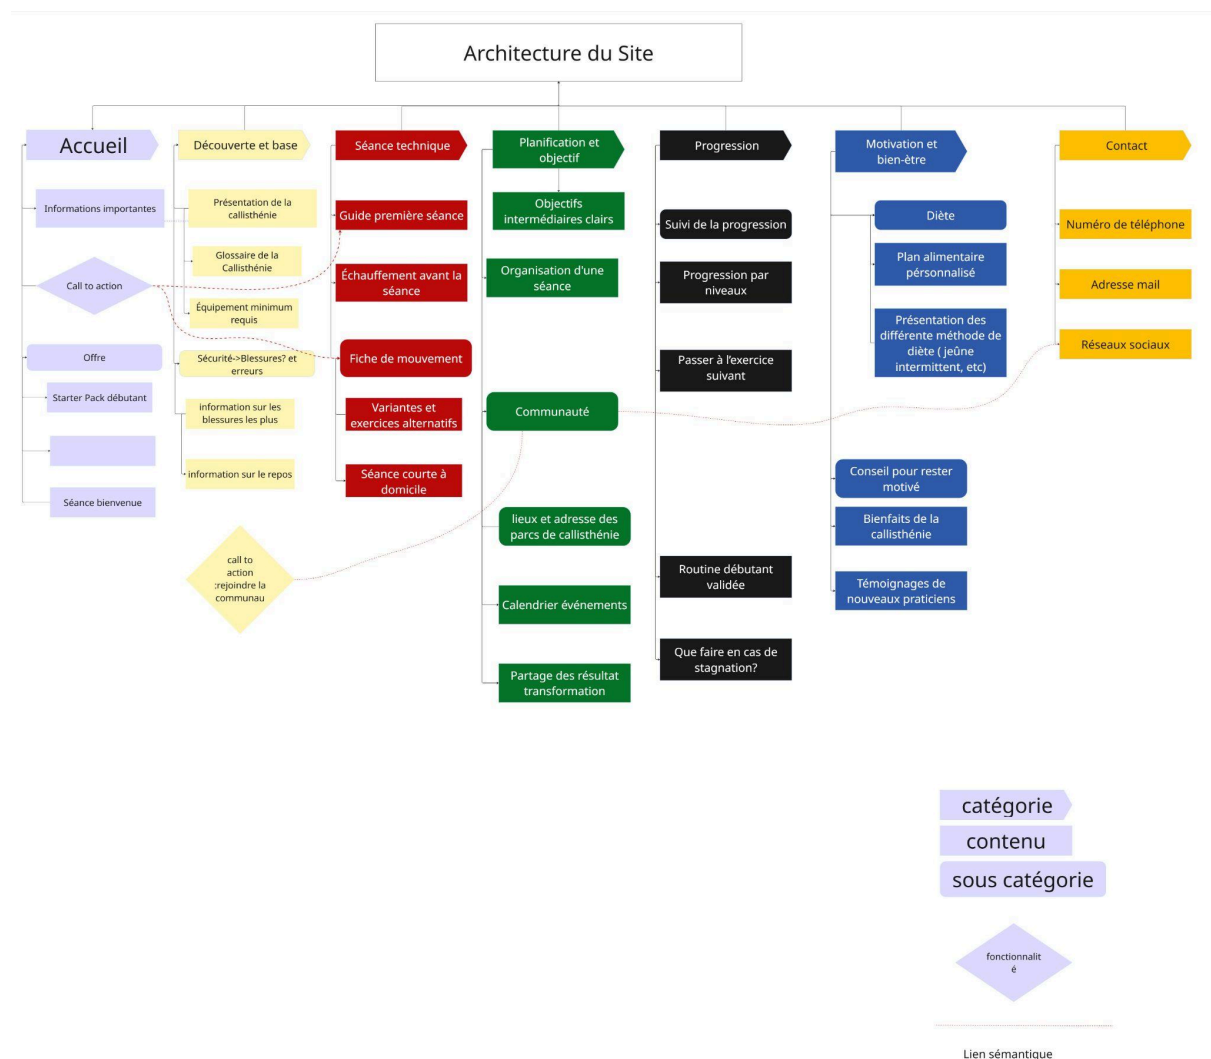 Architecture du Site
Accueil
Informations importantes
Call to action
Offre
Starter Pack débutant
Séance bienvenue
Découverte et base
Présentation de la
callisthénie
Glossaire de la
Callisthénie
Équipement minimum
requis
Sécurité->Blessures? et
erreurs
information sur les
blessures les plus
information sur le repos
call to
action
:rejoindre la
communau
Séance technique
Guide première séance
Échauffement avant la
séance
Fiche de mouvement
Variantes et
exercices alternatifs
Séance courte à
domicile
Planification et
objectif
Objectifs
intermédiaires clairs
Organisation d'une
séance
Communauté
lieux et adresse des
parcs de callisthénie
Calendrier événements
Partage des résultat
transformation
Progression
Suivi de la progression
Progression par
niveaux
Passer à l’exercice
suivant
Routine débutant
validée
Que faire en cas de
stagnation?
Motivation et
bien-ètre
Diète
Plan alimentaire
pérsonnalisé
Présentation des
différente méthode de
diète ( jeûne
intermittent, etc)
Conseil pour rester
motivé
Bienfaits de la
callisthénie
Témoignages de
nouveaux praticiens
Contact
Numéro de téléphone
Adresse mail
Réseaux sociaux
catégorie
contenu
sous catégorie
fonctionnalit
é
Lien sémantique